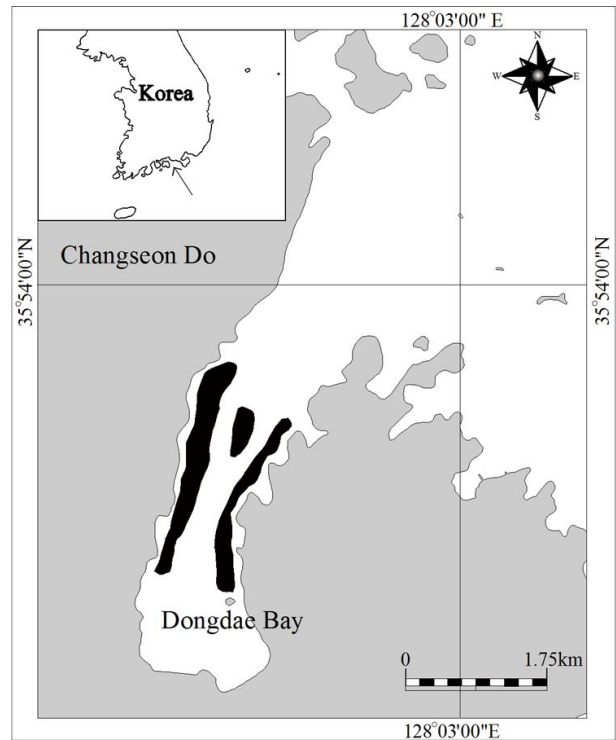 128°03'00" E
N
W
E
S
Korea
Changseon Do
35°54'00"N
35°54'00"N
Dongdae Bay
0
1.75km
128°03'00" E